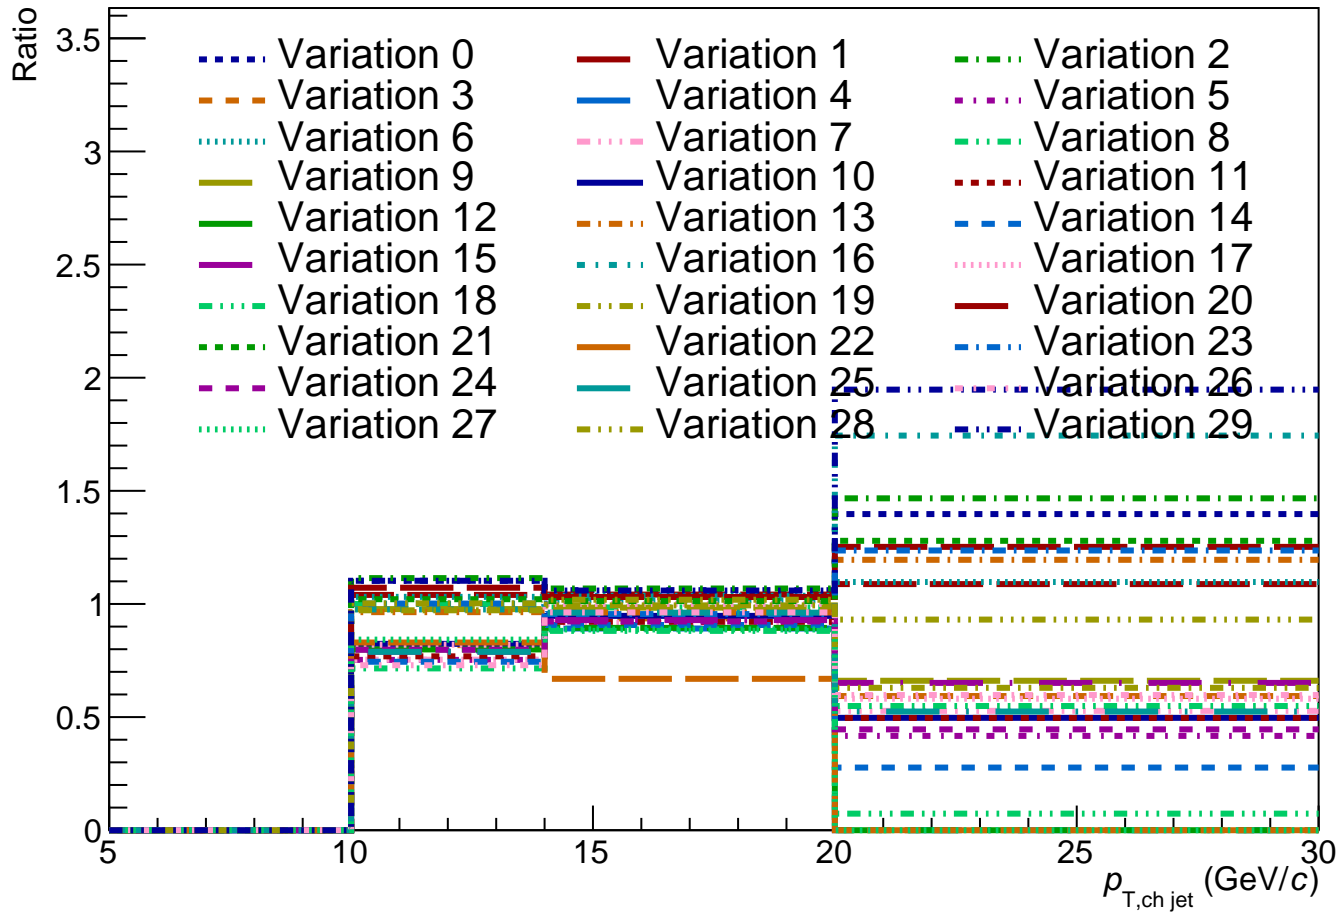 Ratio
3.5
3
2.5
2
1.5
1
0.5
0
Variation 0 Variation 1 Variation 2
Variation 3 Variation 4 Variation 5
Variation 6 Variation 7 Variation 8
Variation 9 Variation 10 Variation 11
Variation 12 Variation 13 Variation 14
Variation 15 Variation 16 Variation 17
Variation 18 Variation 19 Variation 20
Variation 21 Variation 22 Variation 23
Variation 24 Variation 25 Variation 26
Variation 27 Variation 28 Variation 29
5 10 15 20 25 30
p_T,ch jet (GeV/c)